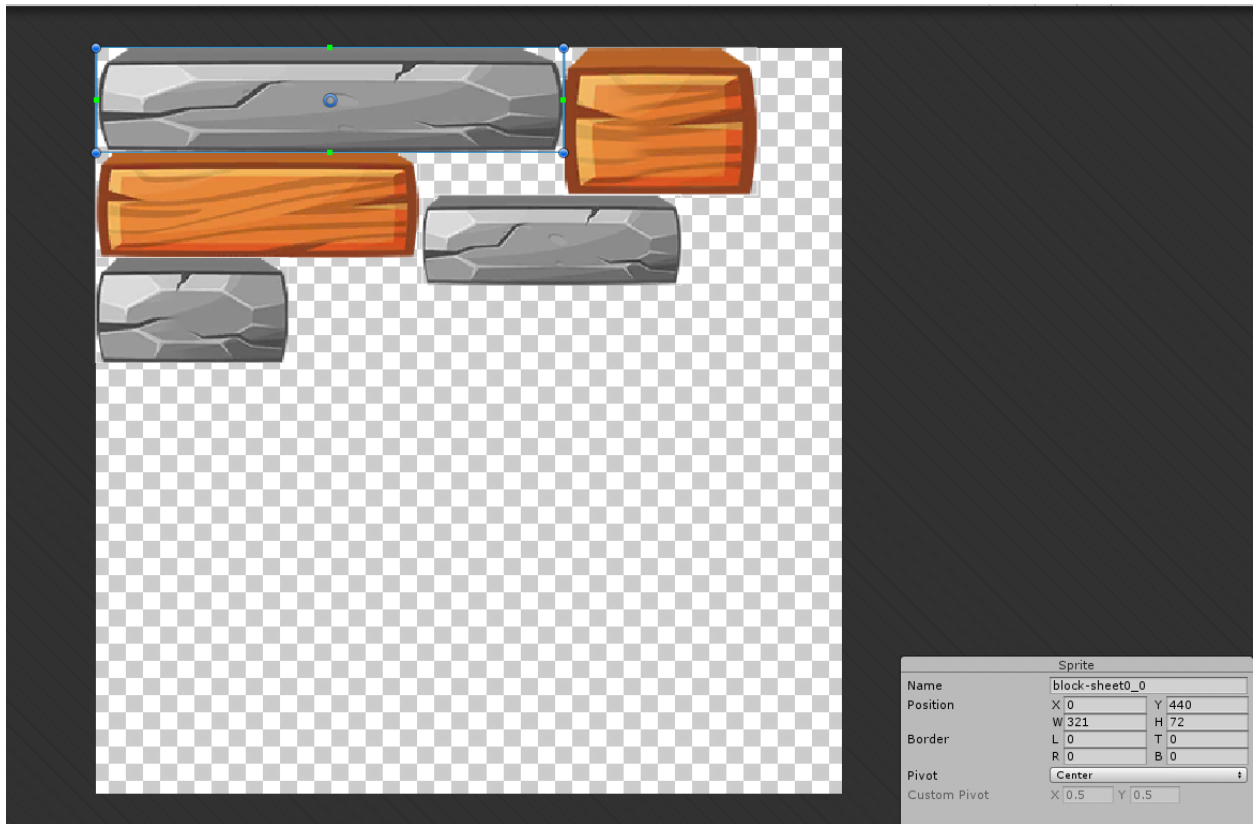 Sprite
Name block-sheet0_0
Position X 0 Y 440
W 321 H 72
Border L 0 T 0
R 0 B 0
Pivot Center
Custom Pivot X 0.5 Y 0.5